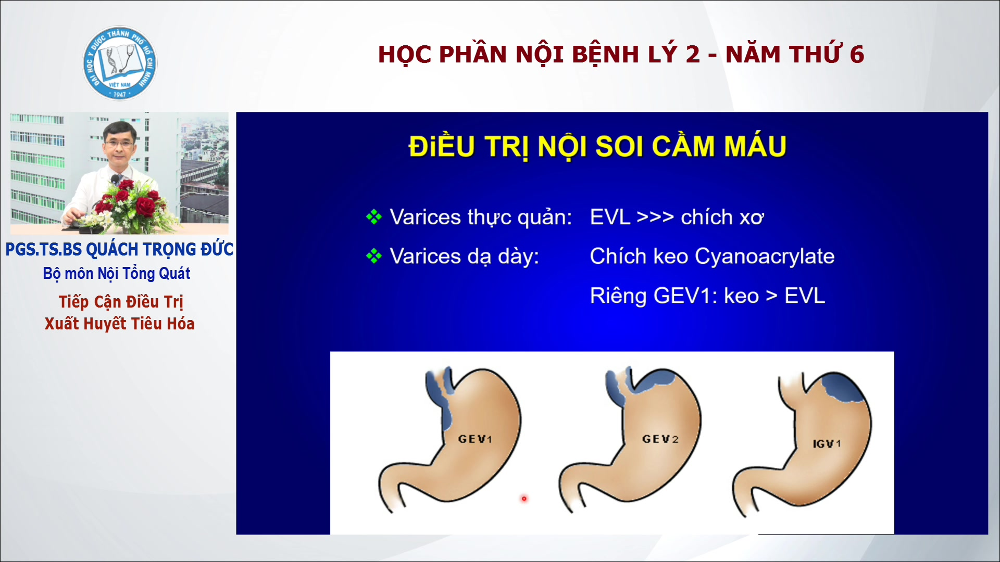 ĐẠI HỌC Y DƯỢC THÀNH PHỐ HỒ CHÍ MINH
VIỆT NAM
1947
HỌC PHẦN NỘI BỆNH LÝ 2 - NĂM THỨ 6
PGS.TS.BS QUÁCH TRỌNG ĐỨC
Bộ môn Nội Tổng Quát
Tiếp Cận Điều Trị
Xuất Huyết Tiêu Hóa
ĐiỀU TRỊ NỘI SOI CẦM MÁU
Varices thực quản: EVL >>> chích xơ
Varices dạ dày: Chích keo Cyanoacrylate
Riêng GEV1: keo > EVL
GEV1
GEV2
IGV1